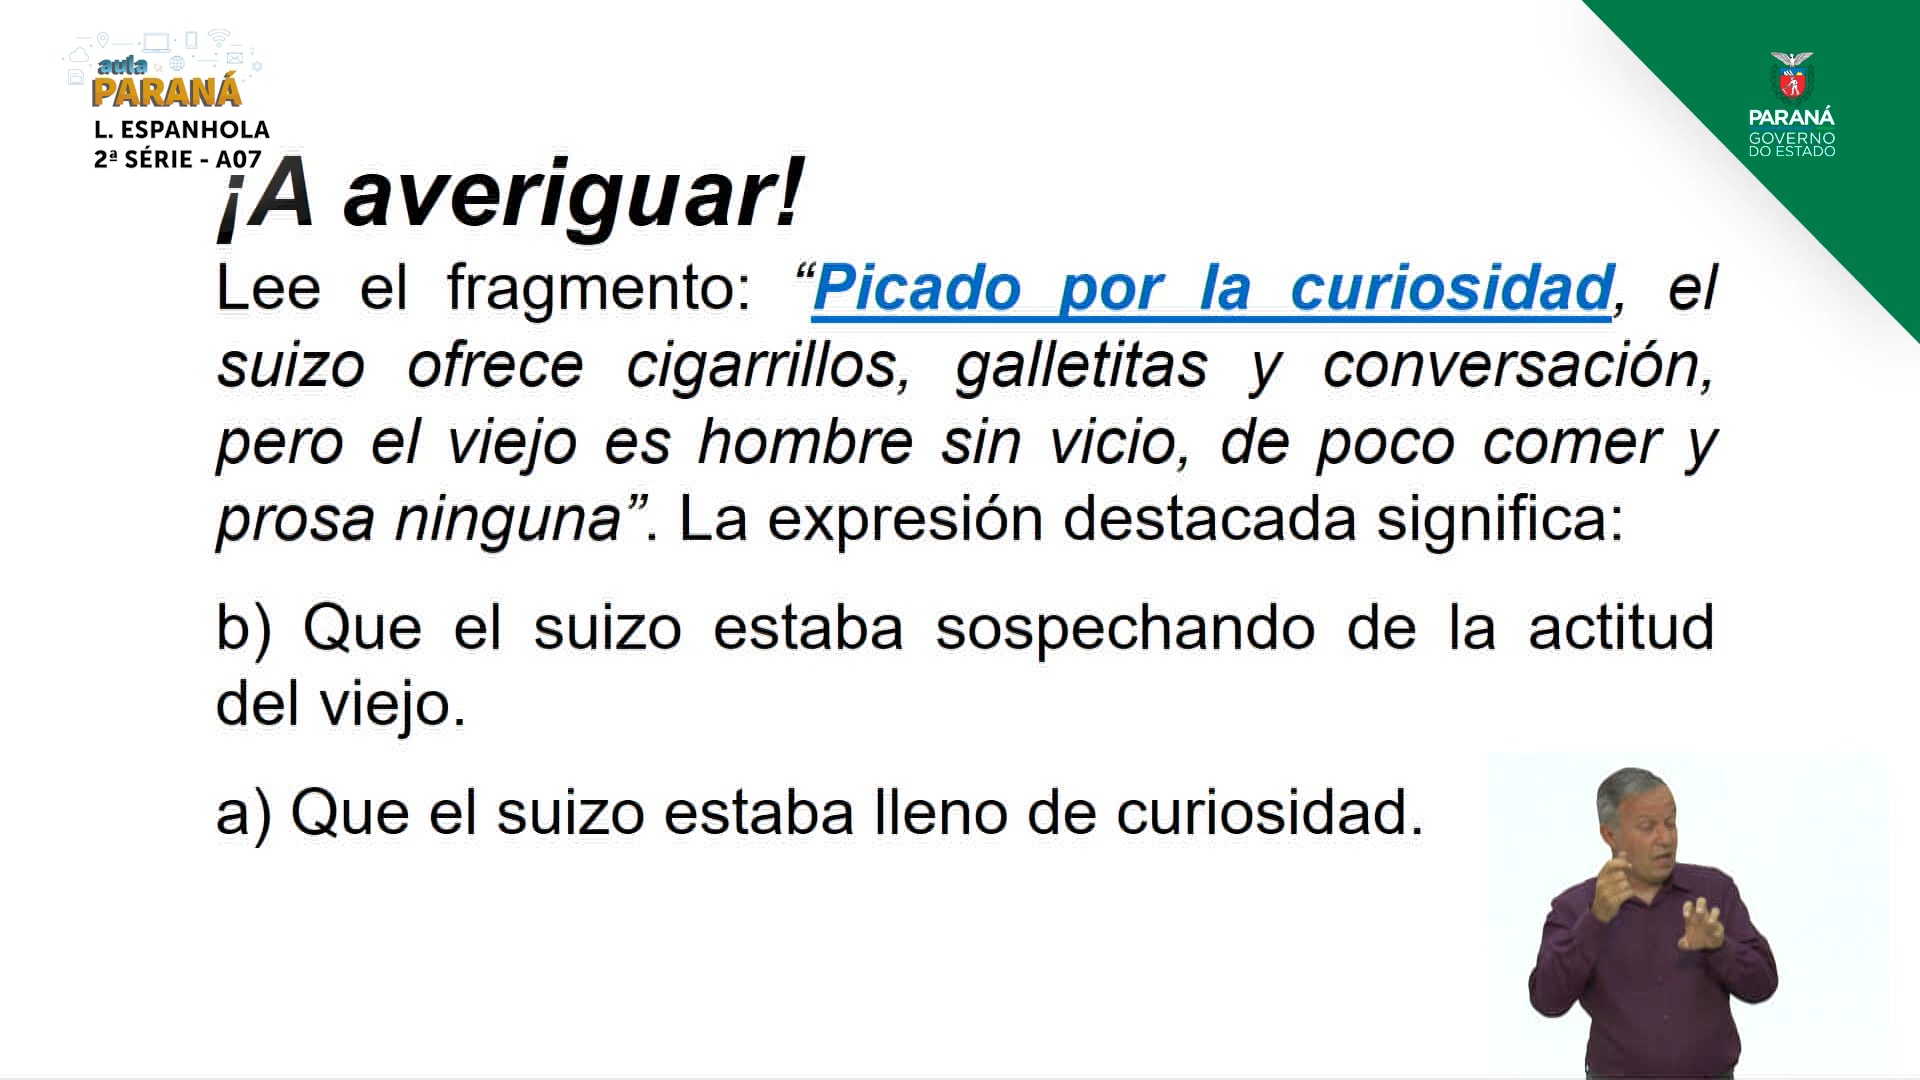 aula
PARANÁ
L. ESPANHOLA
2ª SÉRIE - A07
PARANÁ
GOVERNO
DO ESTADO
¡A averiguar!
Lee el fragmento: “Picado por la curiosidad, el
suizo ofrece cigarrillos, galletitas y conversación,
pero el viejo es hombre sin vicio, de poco comer y
prosa ninguna”. La expresión destacada significa:
b) Que el suizo estaba sospechando de la actitud
del viejo.
a) Que el suizo estaba lleno de curiosidad.